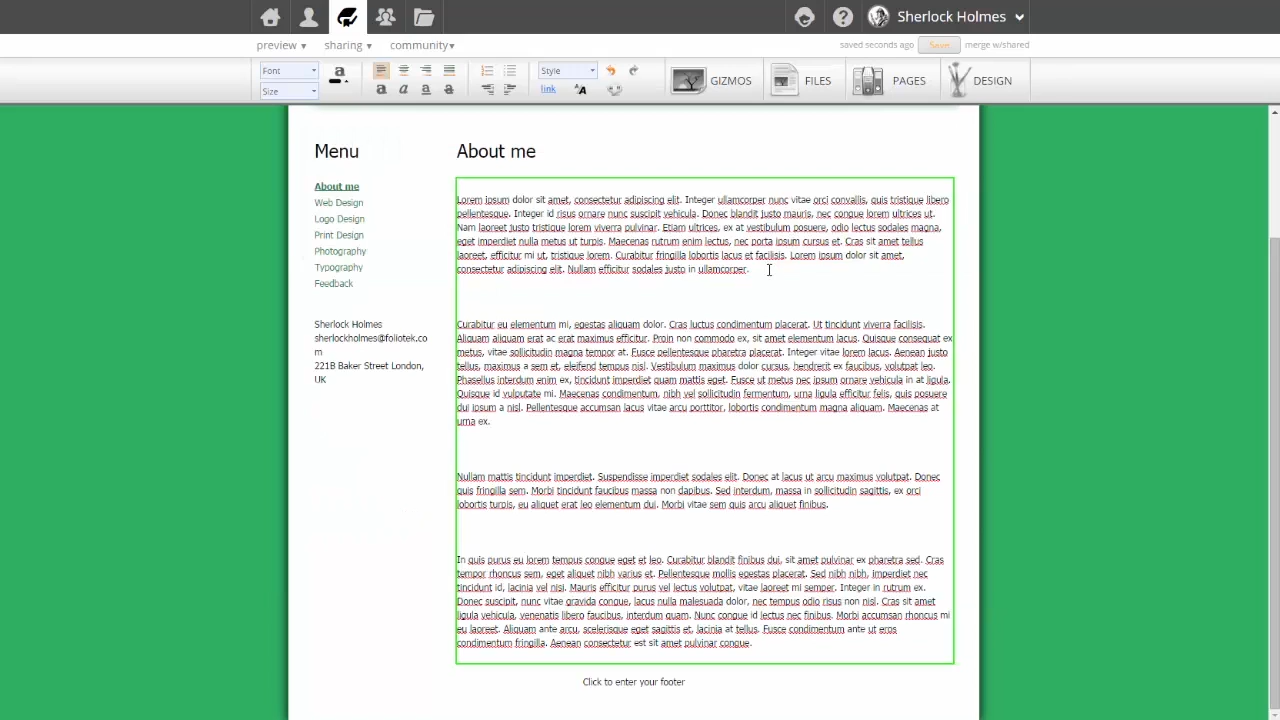 Sherlock Holmes
preview sharing community
saved seconds ago Save merge w/shared
Font
Size
Style
link
GIZMOS FILES PAGES DESIGN
Menu
About me
Web Design
Logo Design
Print Design
Photography
Typography
Feedback
Sherlock Holmes
sherlockholmes@foliotek.co
m
221B Baker Street London,
UK
About me
Lorem ipsum dolor sit amet, consectetur adipiscing elit. Integer ullamcorper nunc vitae orci convallis, quis tristique libero
pellentesque. Integer id risus ornare nunc suscipit vehicula. Donec blandit justo mauris, nec congue lorem ultrices ut.
Nam laoreet justo tristique lorem viverra pulvinar. Etiam ultrices, ex at vestibulum posuere, odio lectus sodales magna,
eget imperdiet nulla metus ut turpis. Maecenas rutrum enim lectus, nec porta ipsum cursus et. Cras sit amet tellus
laoreet, efficitur mi ut, tristique lorem. Curabitur fringilla lobortis lacus et facilisis. Lorem ipsum dolor sit amet,
consectetur adipiscing elit. Nullam efficitur sodales justo in ullamcorper.
Curabitur eu elementum mi, egestas aliquam dolor. Cras luctus condimentum placerat. Ut tincidunt viverra facilisis.
Aliquam aliquam erat ac erat maximus efficitur. Proin non commodo ex, sit amet elementum lacus. Quisque consequat ex
metus, vitae sollicitudin magna tempor at. Fusce pellentesque pharetra placerat. Integer vitae lorem lacus. Aenean justo
tellus, maximus a sem et, eleifend tempus nisl. Vestibulum maximus dolor cursus, hendrerit ex faucibus, volutpat leo.
Phasellus interdum enim ex, tincidunt imperdiet quam mattis eget. Fusce ut metus nec ipsum ornare vehicula in at ligula.
Quisque id vulputate mi. Maecenas condimentum, nibh vel sollicitudin fermentum, urna ligula efficitur felis, quis posuere
dui ipsum a nisl. Pellentesque accumsan lacus vitae arcu porttitor, lobortis condimentum magna aliquam. Maecenas at
urna ex.
Nullam mattis tincidunt imperdiet. Suspendisse imperdiet sodales elit. Donec at lacus ut arcu maximus volutpat. Donec
quis fringilla sem. Morbi tincidunt faucibus massa non dapibus. Sed interdum, massa in sollicitudin sagittis, ex orci
lobortis turpis, eu aliquet erat leo elementum dui. Morbi vitae sem quis arcu aliquet finibus.
In quis purus eu lorem tempus congue eget et leo. Curabitur blandit finibus dui, sit amet pulvinar ex pharetra sed. Cras
tempor rhoncus sem, eget aliquet nibh varius et. Pellentesque mollis egestas placerat. Sed nibh nibh, imperdiet nec
tincidunt id, lacinia vel nisl. Mauris efficitur purus vel lectus volutpat, vitae laoreet mi semper. Integer in rutrum ex.
Donec suscipit, nunc vitae gravida congue, lacus nulla malesuada dolor, nec tempus odio risus non nisl. Cras sit amet
ligula vehicula, venenatis libero faucibus, interdum quam. Nunc congue id lectus nec finibus. Morbi accumsan rhoncus mi
eu laoreet. Aliquam ante arcu, scelerisque eget sagittis et, lacinia at tellus. Fusce condimentum ante ut eros
condimentum fringilla. Aenean consectetur est sit amet pulvinar congue.
Click to enter your footer